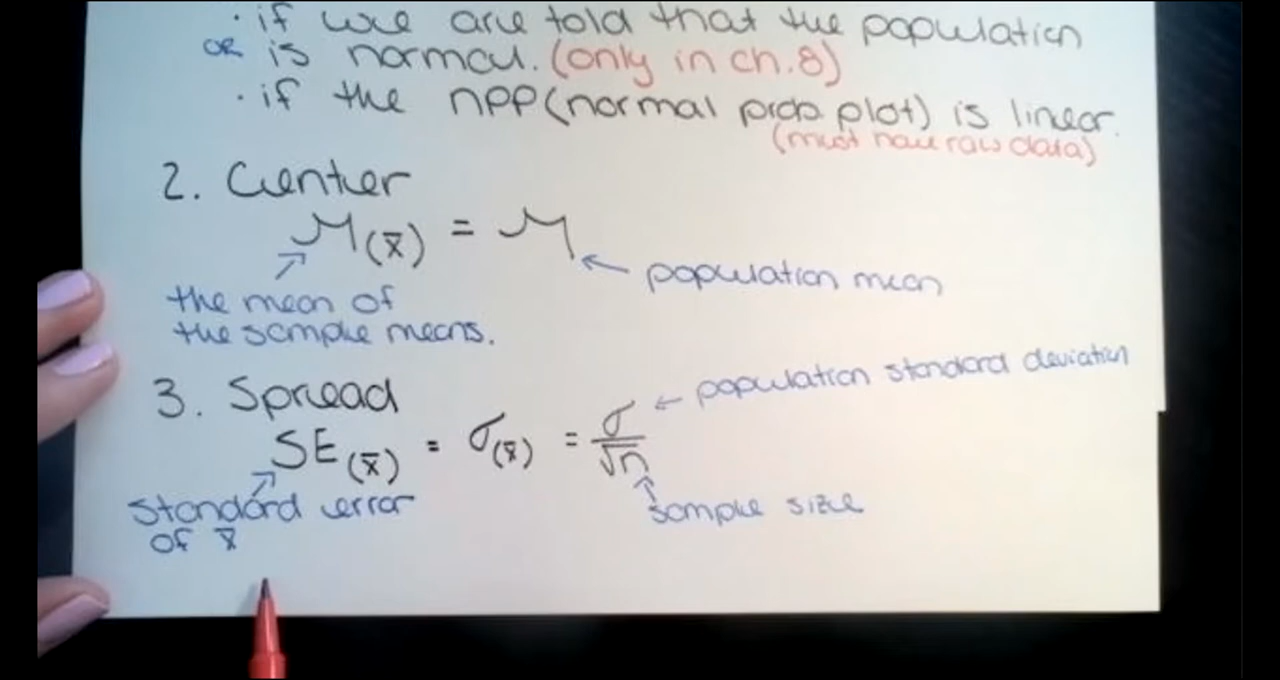 · if we are told that the population
OR is normal. (only in ch.8)
· if the npp (normal prob. plot) is linear.
(must have raw data)
2. Center
μ(x̄) = μ
population mean
the mean of
the sample means.
3. Spread
population standard deviation
SE(x̄) = σ(x̄) = σ/√n
standard error
of x̄
sample size